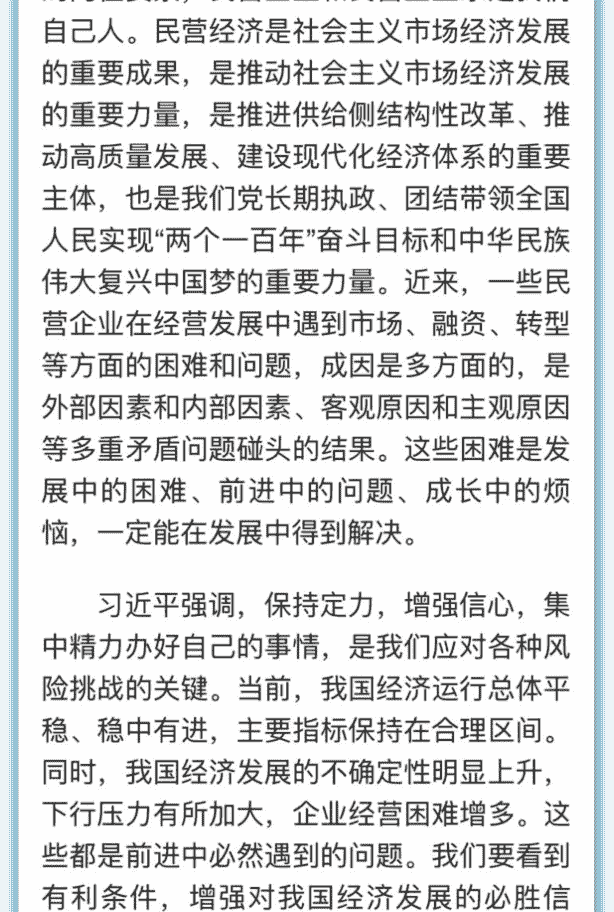 自己人。民营经济是社会主义市场经济发展
的重要成果，是推动社会主义市场经济发展
的重要力量，是推进供给侧结构性改革、推
动高质量发展、建设现代化经济体系的重要
主体，也是我们党长期执政、团结带领全国
人民实现“两个一百年”奋斗目标和中华民族
伟大复兴中国梦的重要力量。近来，一些民
营企业在经营发展中遇到市场、融资、转型
等方面的困难和问题，成因是多方面的，是
外部因素和内部因素、客观原因和主观原因
等多重矛盾问题碰头的结果。这些困难是发
展中的困难、前进中的问题、成长中的烦
恼，一定能在发展中得到解决。
习近平强调，保持定力，增强信心，集
中精力办好自己的事情，是我们应对各种风
险挑战的关键。当前，我国经济运行总体平
稳、稳中有进，主要指标保持在合理区间。
同时，我国经济发展的不确定性明显上升，
下行压力有所加大，企业经营困难增多。这
些都是前进中必然遇到的问题。我们要看到
有利条件，增强对我国经济发展的必胜信